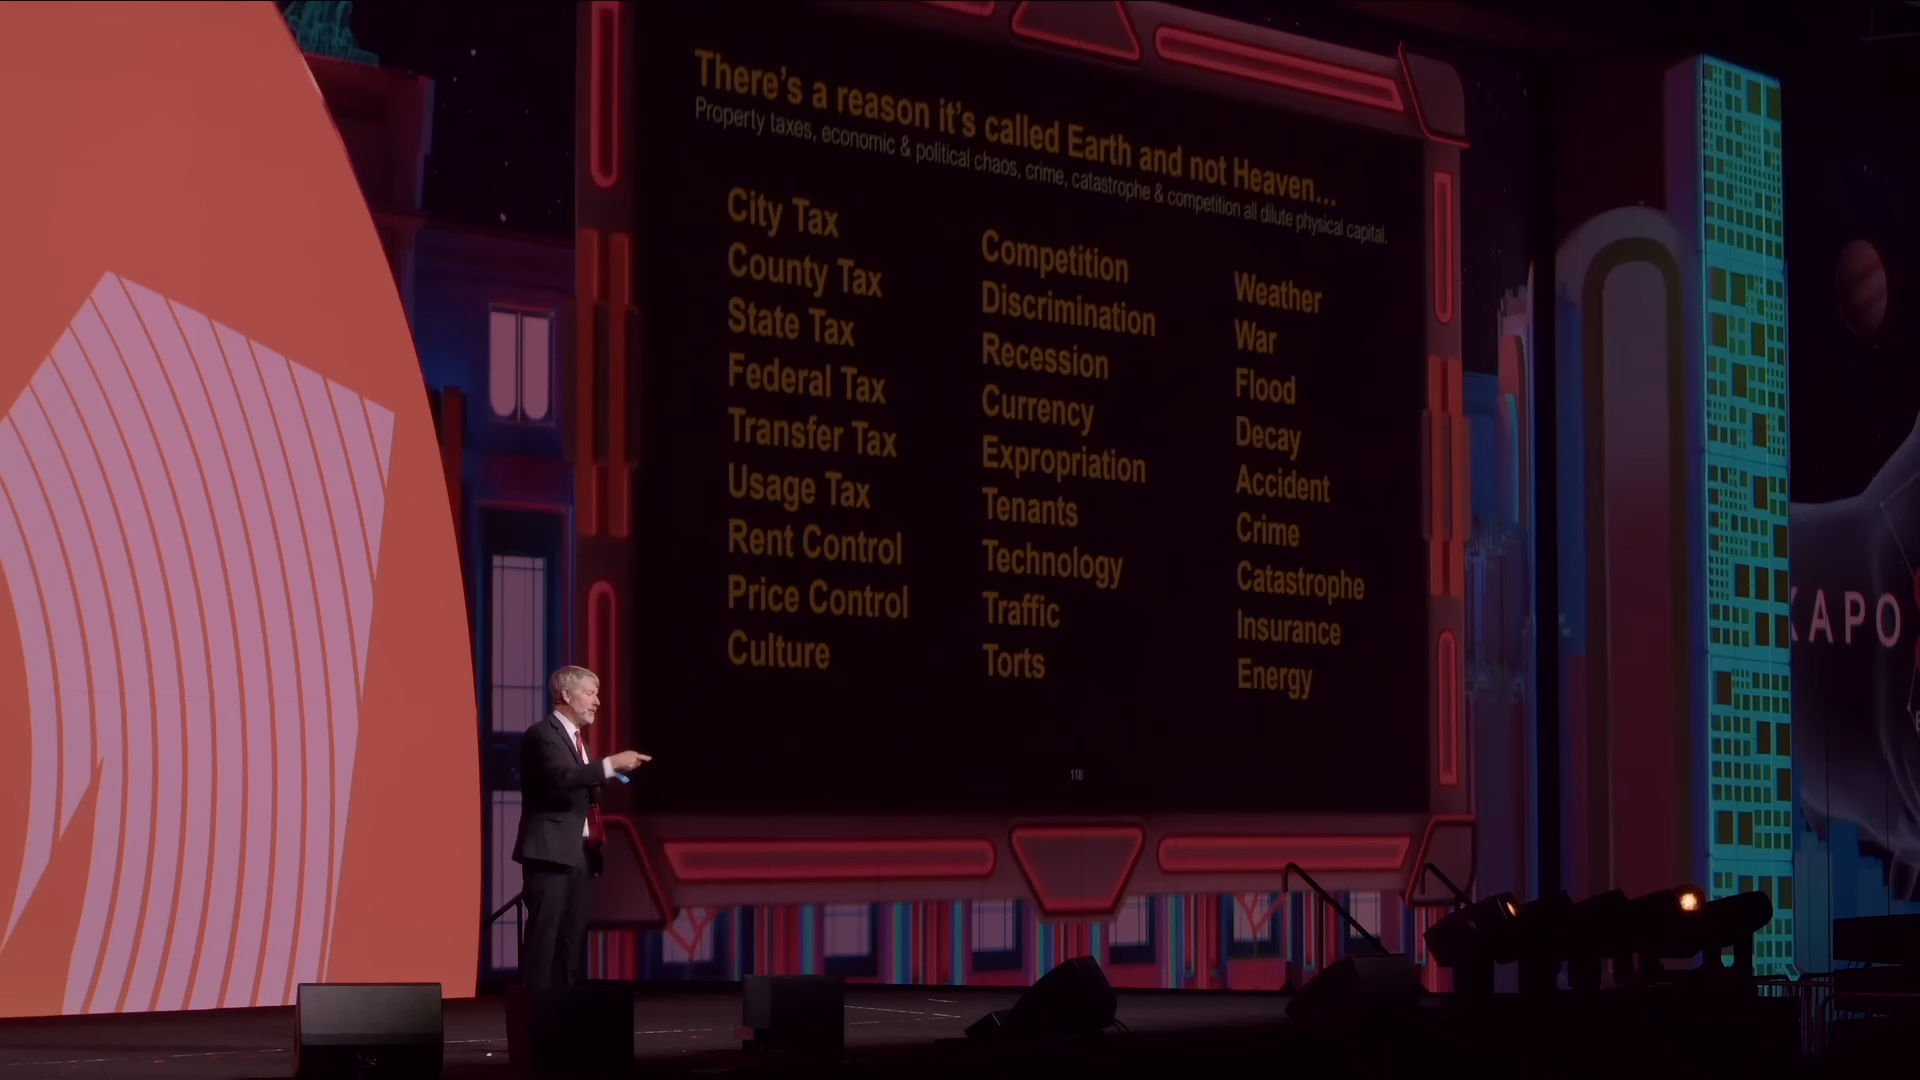 There's a reason it's called Earth and not Heaven...
Property taxes, economic & political chaos, crime, catastrophe & competition all dilute physical capital.
City Tax
County Tax
State Tax
Federal Tax
Transfer Tax
Usage Tax
Rent Control
Price Control
Culture
Competition
Discrimination
Recession
Currency
Expropriation
Tenants
Technology
Traffic
Torts
Weather
War
Flood
Decay
Accident
Crime
Catastrophe
Insurance
Energy
118
KAPO